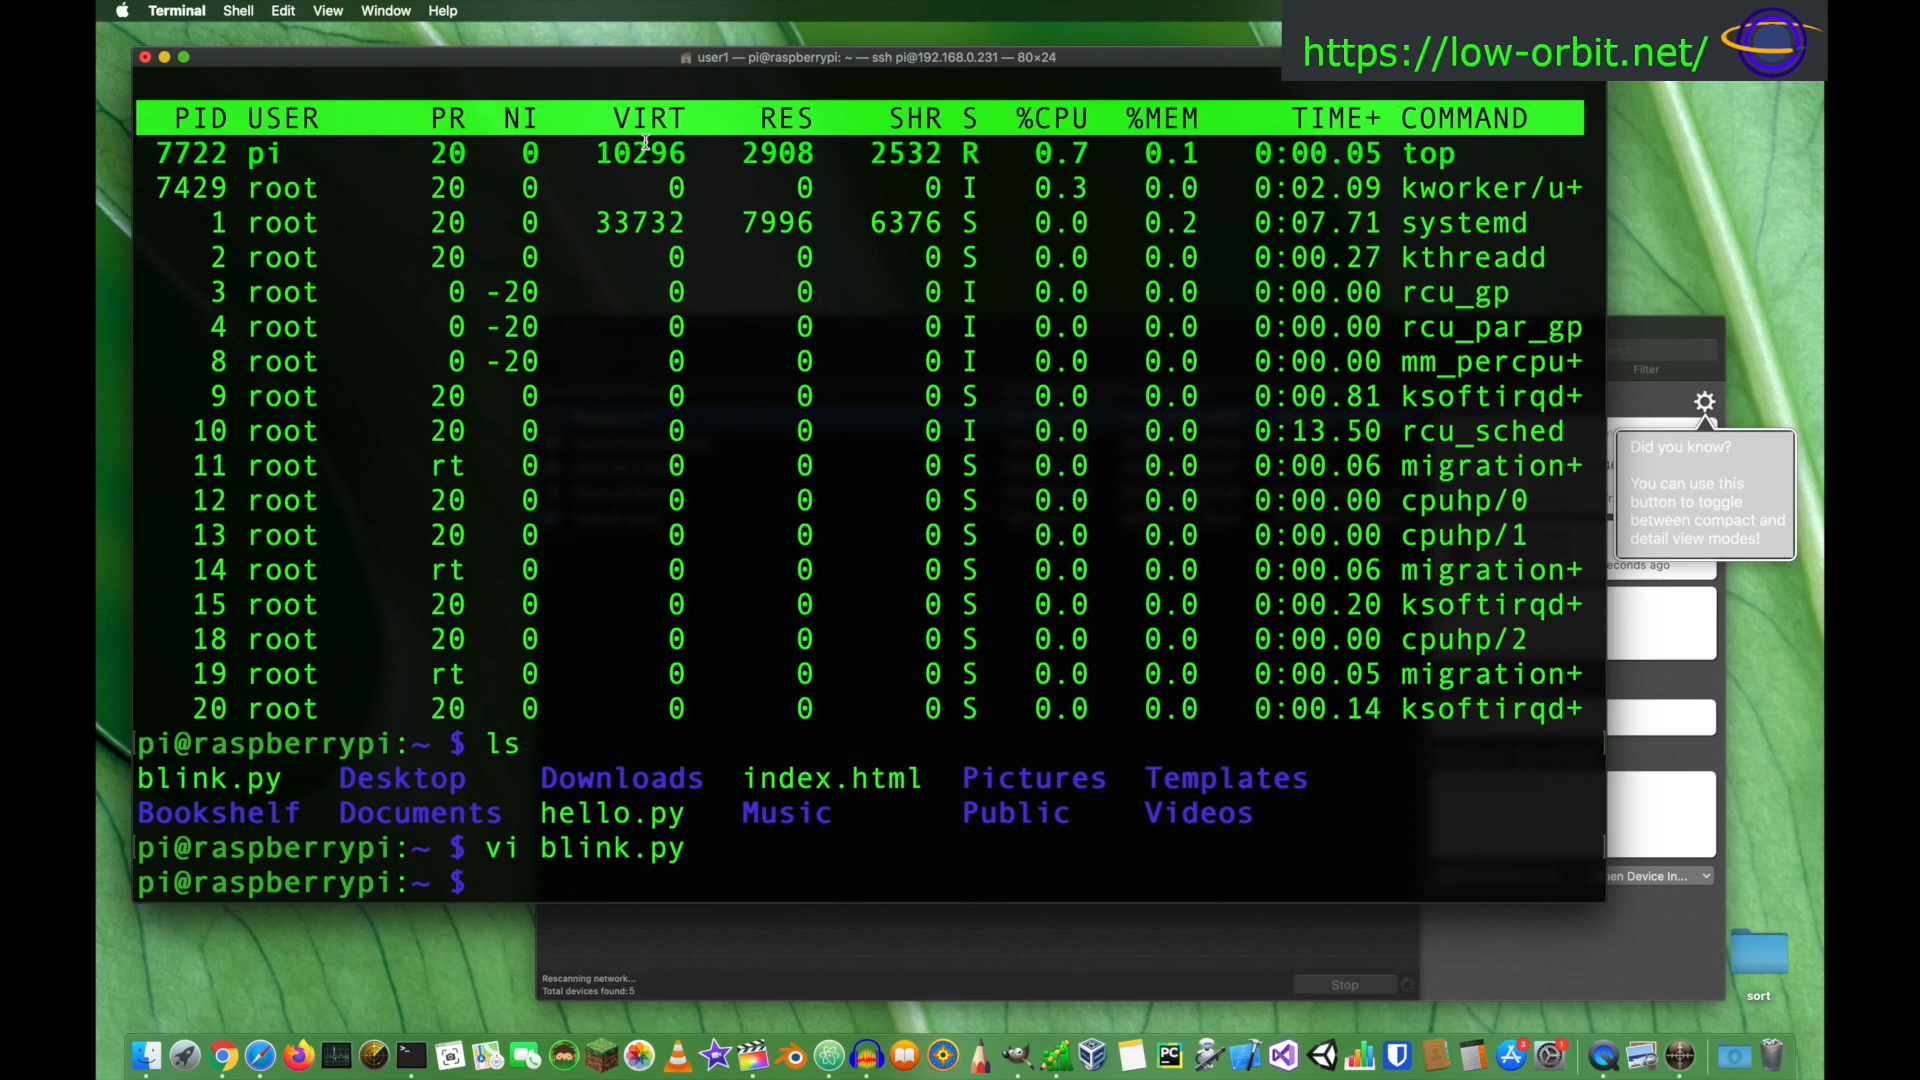 Terminal Shell Edit View Window Help
https://low-orbit.net/
user1 — pi@raspberrypi: ~ — ssh pi@192.168.0.231 — 80×24
PID USER PR NI VIRT RES SHR S %CPU %MEM TIME+ COMMAND
7722 pi 20 0 10296 2908 2532 R 0.7 0.1 0:00.05 top
7429 root 20 0 0 0 0 I 0.3 0.0 0:02.09 kworker/u+
1 root 20 0 33732 7996 6376 S 0.0 0.2 0:07.71 systemd
2 root 20 0 0 0 0 S 0.0 0.0 0:00.27 kthreadd
3 root 0 -20 0 0 0 I 0.0 0.0 0:00.00 rcu_gp
4 root 0 -20 0 0 0 I 0.0 0.0 0:00.00 rcu_par_gp
8 root 0 -20 0 0 0 I 0.0 0.0 0:00.00 mm_percpu+
9 root 20 0 0 0 0 S 0.0 0.0 0:00.81 ksoftirqd+
10 root 20 0 0 0 0 I 0.0 0.0 0:13.50 rcu_sched
11 root rt 0 0 0 0 S 0.0 0.0 0:00.06 migration+
12 root 20 0 0 0 0 S 0.0 0.0 0:00.00 cpuhp/0
13 root 20 0 0 0 0 S 0.0 0.0 0:00.00 cpuhp/1
14 root rt 0 0 0 0 S 0.0 0.0 0:00.06 migration+
15 root 20 0 0 0 0 S 0.0 0.0 0:00.20 ksoftirqd+
18 root 20 0 0 0 0 S 0.0 0.0 0:00.00 cpuhp/2
19 root rt 0 0 0 0 S 0.0 0.0 0:00.05 migration+
20 root 20 0 0 0 0 S 0.0 0.0 0:00.14 ksoftirqd+
pi@raspberrypi:~ $ ls
blink.py Desktop Downloads index.html Pictures Templates
Bookshelf Documents hello.py Music Public Videos
pi@raspberrypi:~ $ vi blink.py
pi@raspberrypi:~ $
Filter
Did you know?
You can use this
button to toggle
between compact and
detail view modes!
econds ago
pen Device In...
Rescanning network...
Total devices found: 5
Stop
sort
PC
3
1